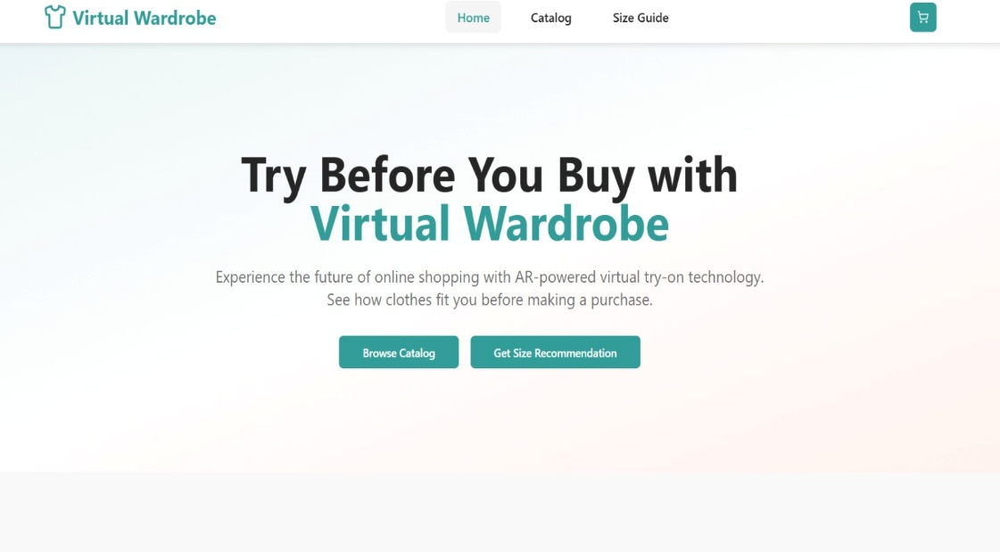 Virtual Wardrobe
Home
Catalog
Size Guide
Try Before You Buy with
Virtual Wardrobe
Experience the future of online shopping with AR-powered virtual try-on technology.
See how clothes fit you before making a purchase.
Browse Catalog
Get Size Recommendation